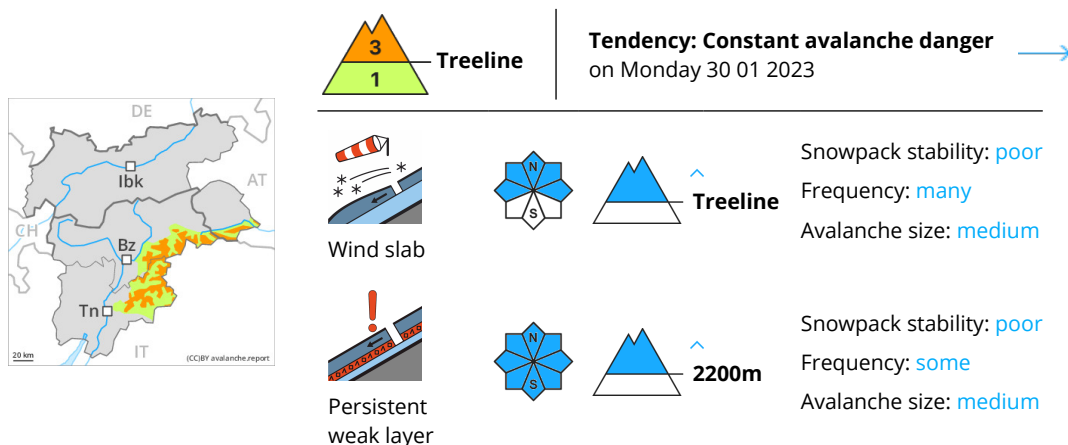 3
1
Treeline
Tendency: Constant avalanche danger
on Monday 30 01 2023
DE
Ibk
AT
CH
Bz
Tn
IT
20 km
(CC)BY avalanche.report
Wind slab
N
S
Treeline
Snowpack stability: poor
Frequency: many
Avalanche size: medium
Persistent
weak layer
N
S
2200m
Snowpack stability: poor
Frequency: some
Avalanche size: medium